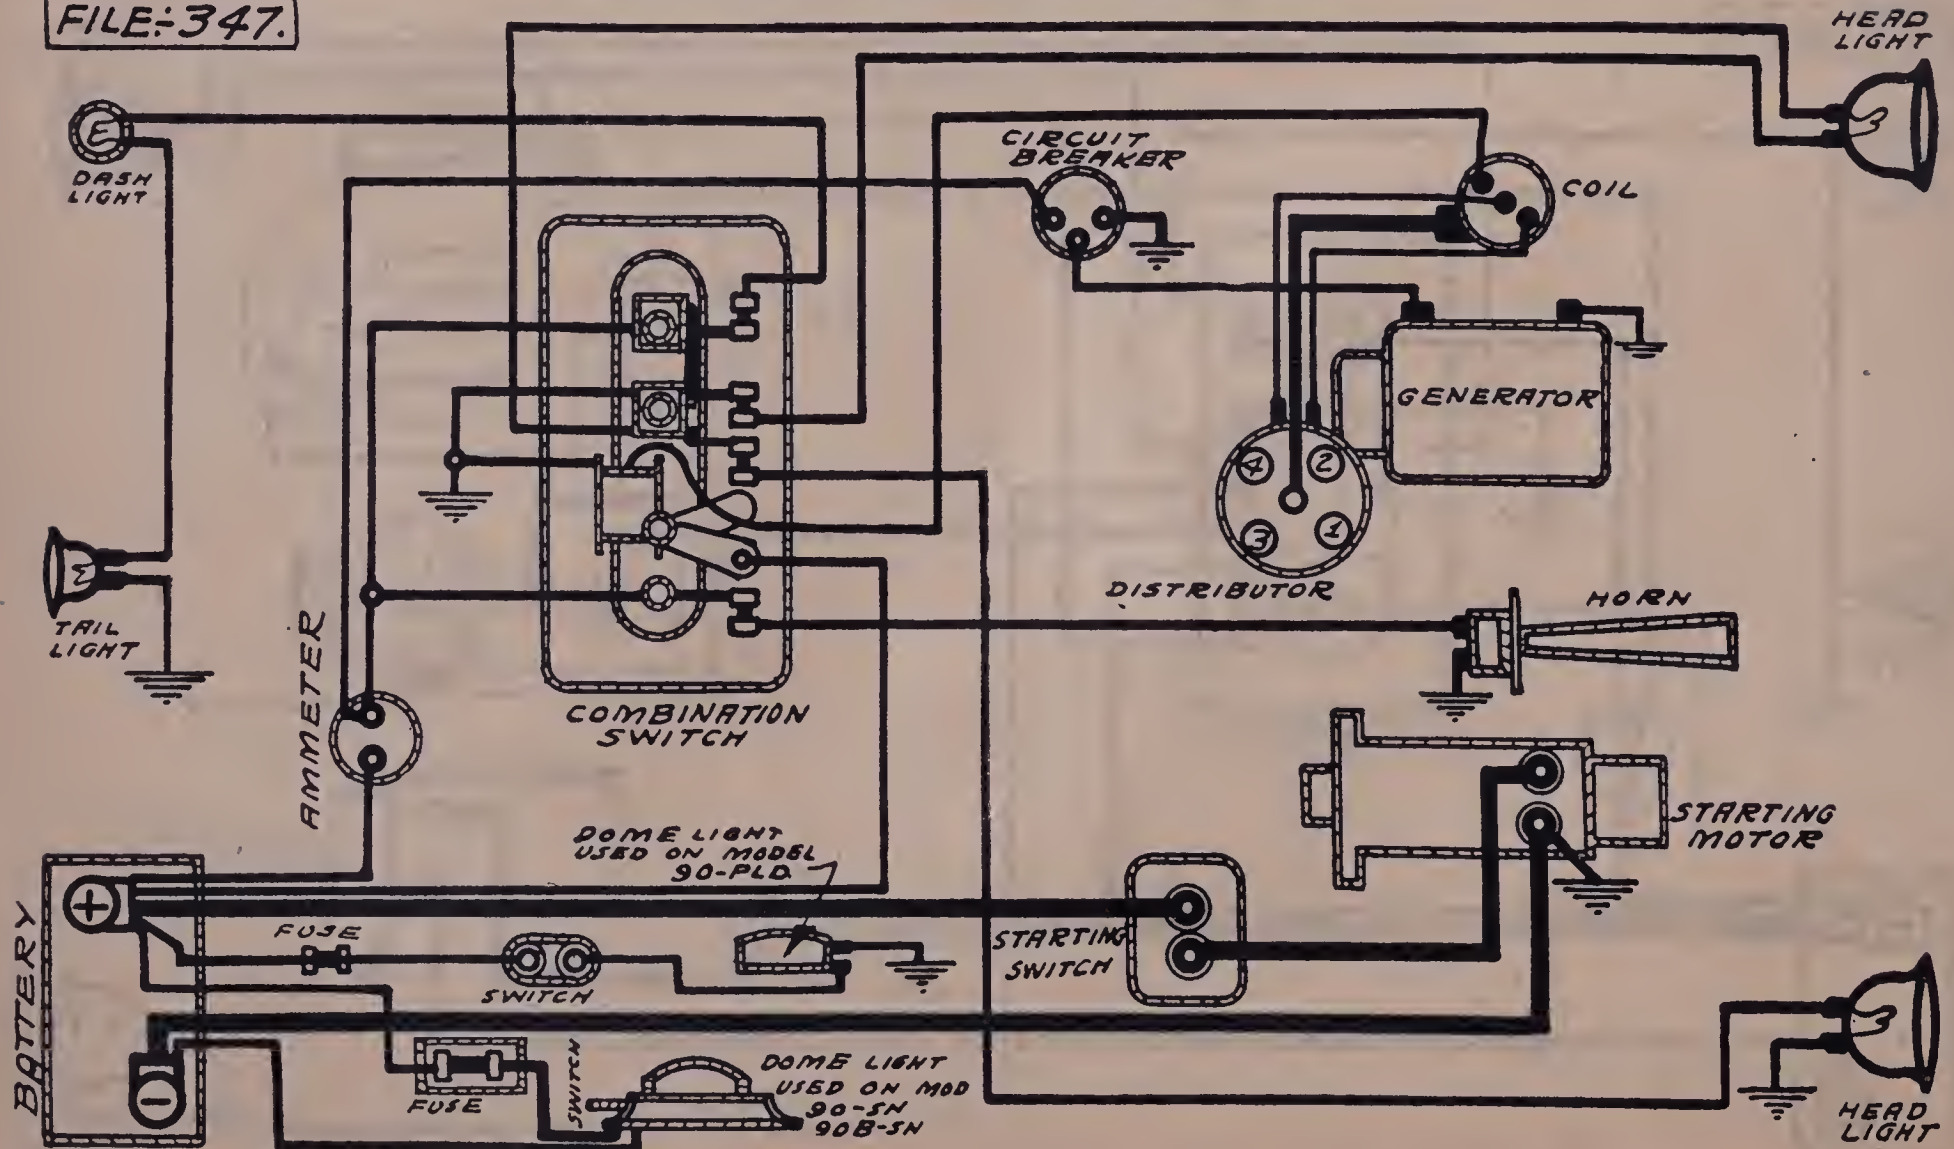 FILE:-347.
HEAD
LIGHT
DASH
LIGHT
CIRCUIT
BREAKER
COIL
GENERATOR
4
2
3
1
DISTRIBUTOR
HORN
TAIL
LIGHT
AMMETER
COMBINATION
SWITCH
STARTING
MOTOR
DOME LIGHT
USED ON MODEL
90-PLD.
BATTERY
+
FUSE
SWITCH
STARTING
SWITCH
−
FUSE
SWITCH
DOME LIGHT
USED ON MOD
90-SN
90B-SN
HEAD
LIGHT